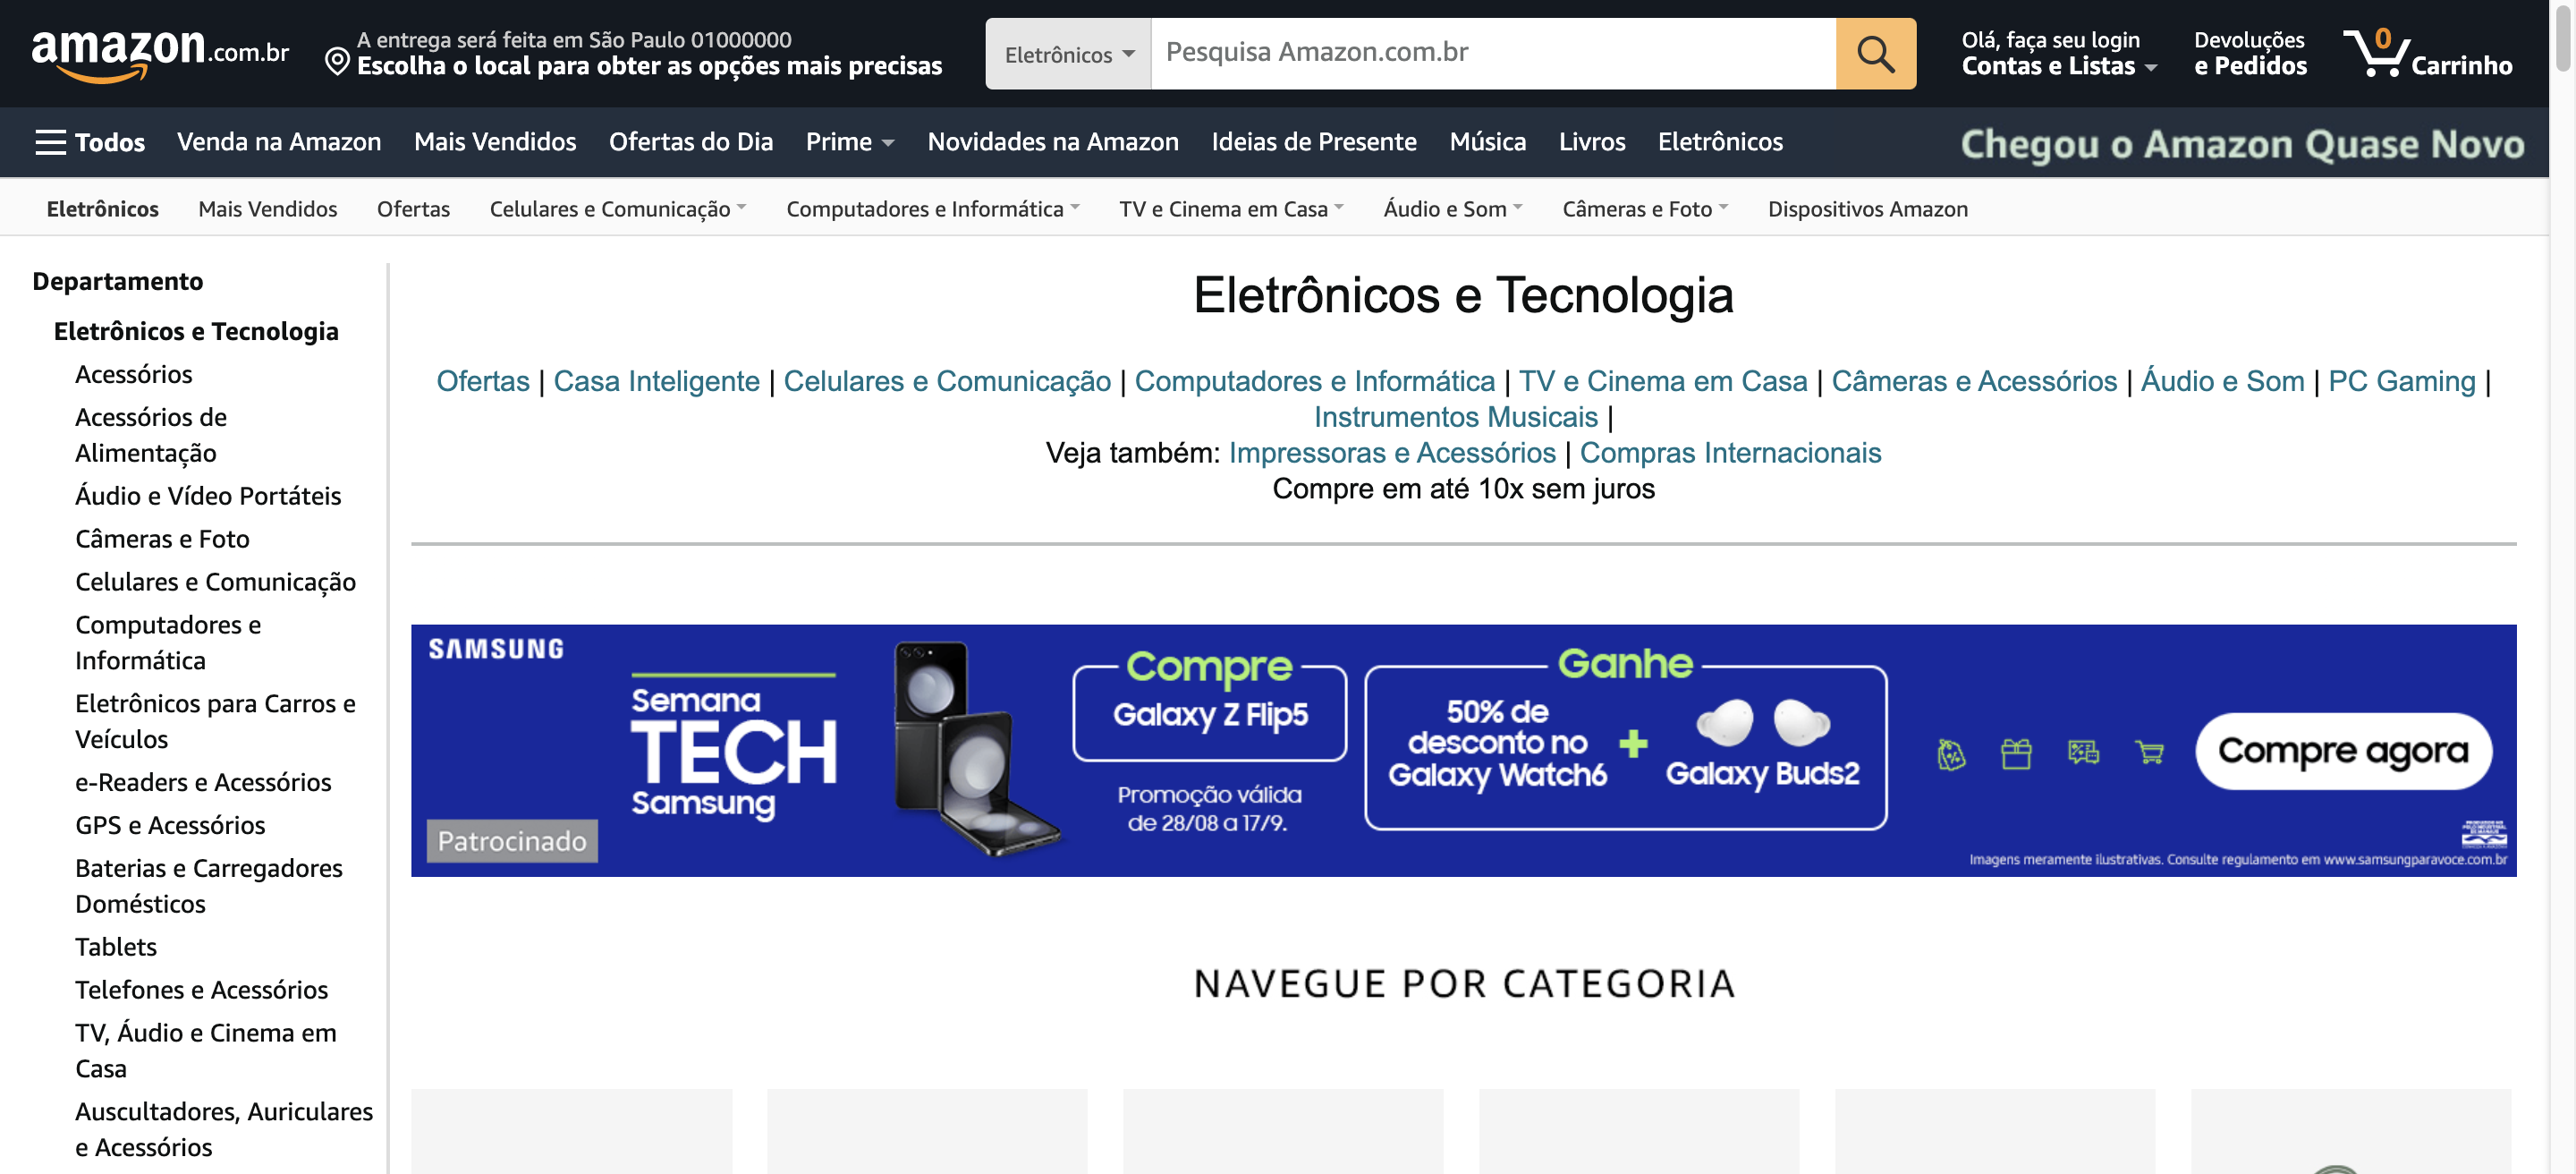 amazon.com.br
A entrega será feita em São Paulo 01000000
Escolha o local para obter as opções mais precisas
Eletrônicos
Pesquisa Amazon.com.br
Olá, faça seu login
Contas e Listas
Devoluções
e Pedidos
0
Carrinho
Todos
Venda na Amazon
Mais Vendidos
Ofertas do Dia
Prime
Novidades na Amazon
Ideias de Presente
Música
Livros
Eletrônicos
Chegou o Amazon Quase Novo
Eletrônicos
Mais Vendidos
Ofertas
Celulares e Comunicação
Computadores e Informática
TV e Cinema em Casa
Áudio e Som
Câmeras e Foto
Dispositivos Amazon
Departamento
Eletrônicos e Tecnologia
Acessórios
Acessórios de
Alimentação
Áudio e Vídeo Portáteis
Câmeras e Foto
Celulares e Comunicação
Computadores e
Informática
Eletrônicos para Carros e
Veículos
e-Readers e Acessórios
GPS e Acessórios
Baterias e Carregadores
Domésticos
Tablets
Telefones e Acessórios
TV, Áudio e Cinema em
Casa
Auscultadores, Auriculares
e Acessórios
Eletrônicos e Tecnologia
Ofertas | Casa Inteligente | Celulares e Comunicação | Computadores e Informática | TV e Cinema em Casa | Câmeras e Acessórios | Áudio e Som | PC Gaming |
Instrumentos Musicais |
Veja também: Impressoras e Acessórios | Compras Internacionais
Compre em até 10x sem juros
SAMSUNG
Semana
TECH
Samsung
Patrocinado
Compre
Galaxy Z Flip5
Promoção válida
de 28/08 a 17/9.
Ganhe
50% de
desconto no
Galaxy Watch6
+
Galaxy Buds2
Compre agora
Imagens meramente ilustrativas. Consulte regulamento em www.samsungparavoce.com.br
NAVEGUE POR CATEGORIA